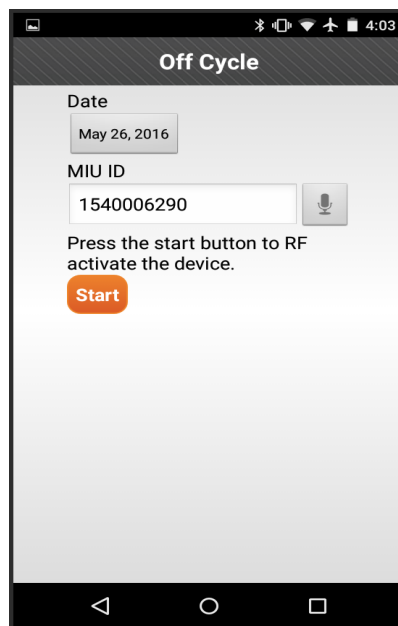 4:03
Off Cycle
Date
May 26, 2016
MIU ID
1540006290
Press the start button to RF
activate the device.
Start